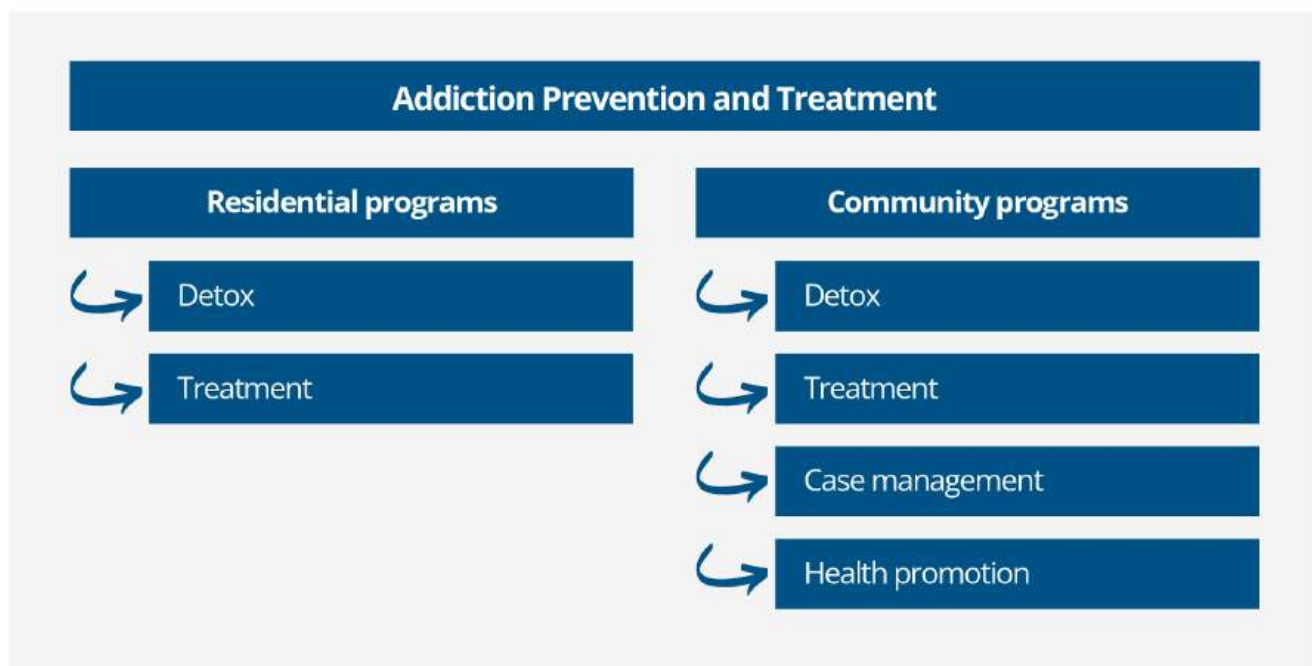 Addiction Prevention and Treatment
Residential programs
Detox
Treatment
Community programs
Detox
Treatment
Case management
Health promotion